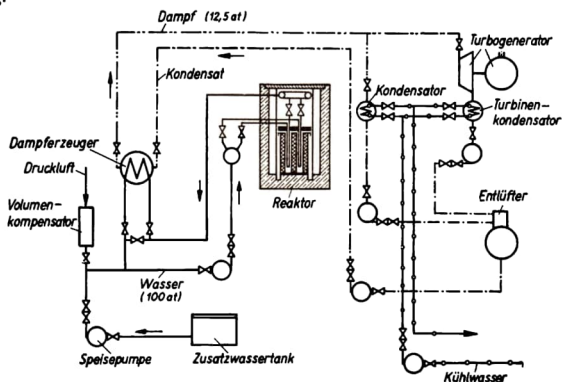 Dampf (12,5 at)
Turbogenerator
Kondensat
Kondensator
Turbinen-
kondensator
Dampferzeuger
Druckluft
Volumen-
kompensator
Reaktor
Entlüfter
Wasser
(100 at)
Speisepumpe
Zusatzwassertank
Kühlwasser